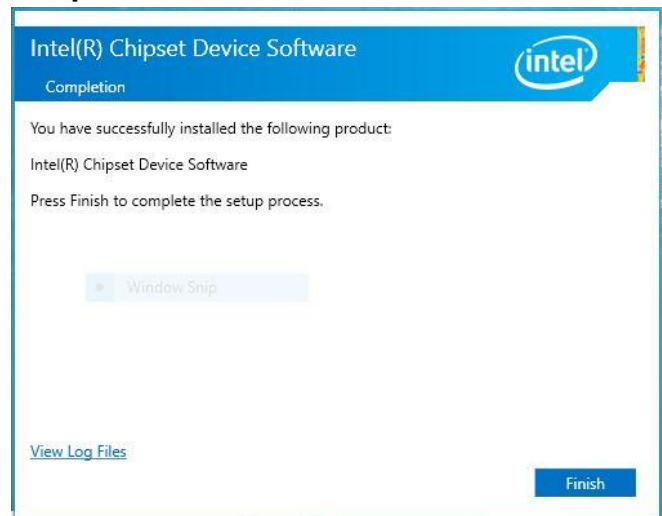 Intel(R) Chipset Device Software
intel
Completion
You have successfully installed the following product:
Intel(R) Chipset Device Software
Press Finish to complete the setup process.
Window Snip
View Log Files
Finish